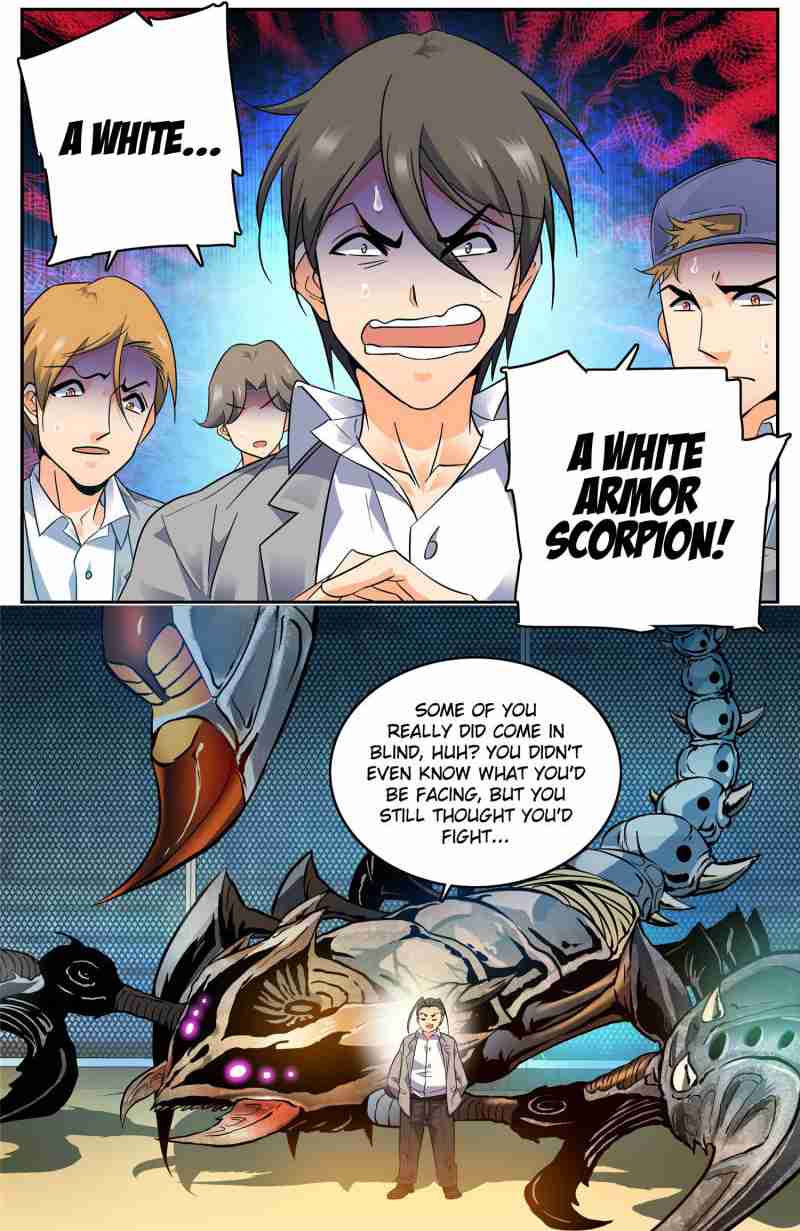 A WHITE...
A WHITE
ARMOR
SCORPION!
SOME OF YOU
REALLY DID COME IN
BLIND, HUH? YOU DIDN'T
EVEN KNOW WHAT YOU'D
BE FACING, BUT YOU
STILL THOUGHT YOU'D
FIGHT...